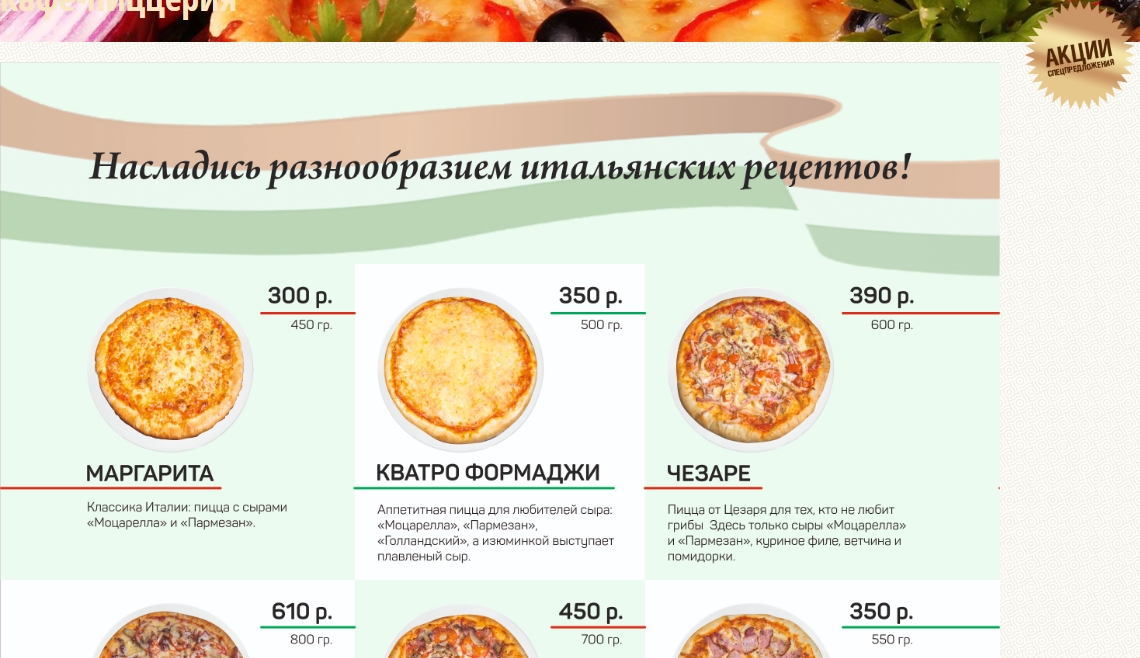 кафе-пиццерия
АКЦИИ
СПЕЦПРЕДЛОЖЕНИЯ
Насладись разнообразием итальянских рецептов!
300 р.
450 гр.
МАРГАРИТА
Классика Италии: пицца с сырами
«Моцарелла» и «Пармезан».
350 р.
500 гр.
КВАТРО ФОРМАДЖИ
Аппетитная пицца для любителей сыра:
«Моцарелла», «Пармезан»,
«Голландский», а изюминкой выступает
плавленый сыр.
390 р.
600 гр.
ЧЕЗАРЕ
Пицца от Цезаря для тех, кто не любит
грибы  Здесь только сыры «Моцарелла»
и «Пармезан», куриное филе, ветчина и
помидорки.
610 р.
800 гр.
450 р.
700 гр.
350 р.
550 гр.